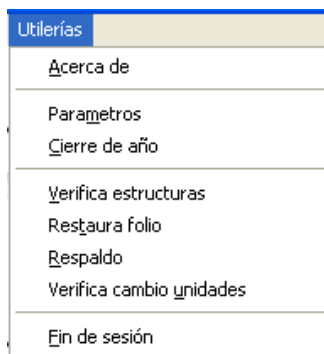 Utilerías
Acerca de
Parametros
Cierre de año
Verifica estructuras
Restaura folio
Respaldo
Verifica cambio unidades
Fin de sesión